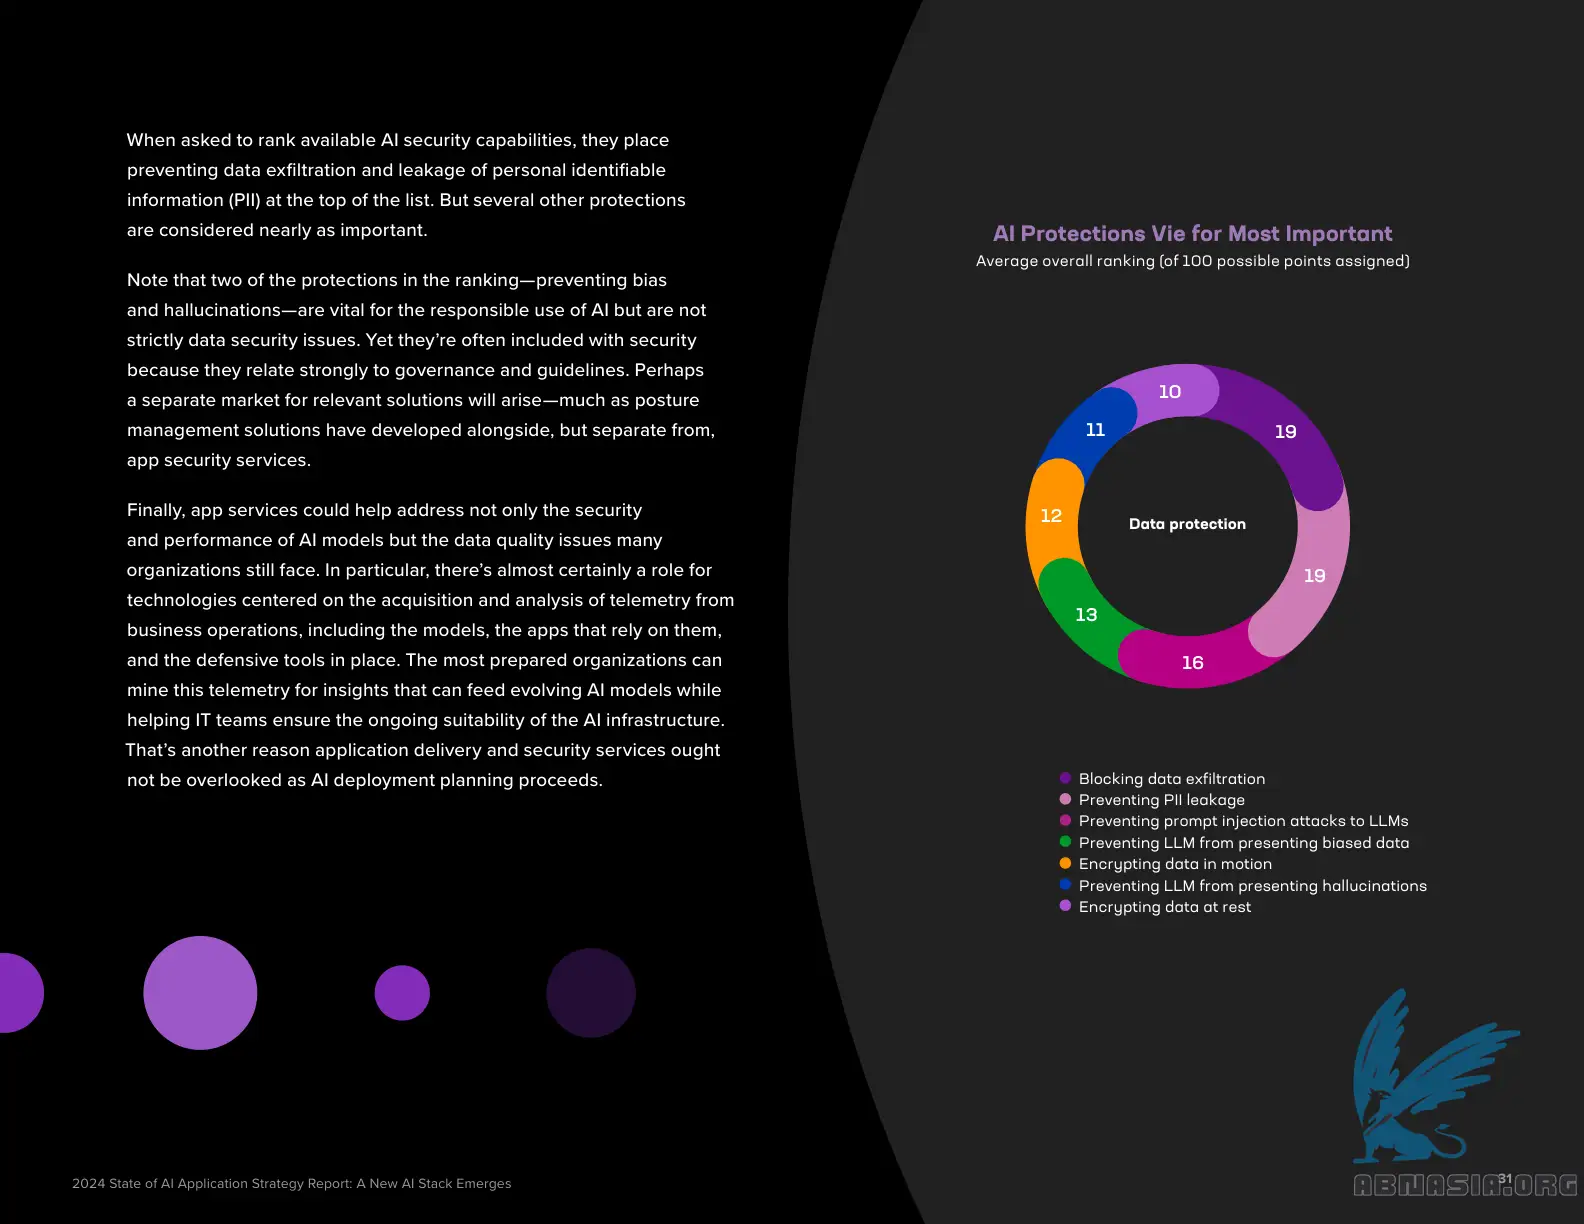 When asked to rank available AI security capabilities, they place
preventing data exfiltration and leakage of personal identifiable
information (PII) at the top of the list. But several other protections
are considered nearly as important.
Note that two of the protections in the ranking—preventing bias
and hallucinations—are vital for the responsible use of AI but are not
strictly data security issues. Yet they’re often included with security
because they relate strongly to governance and guidelines. Perhaps
a separate market for relevant solutions will arise—much as posture
management solutions have developed alongside, but separate from,
app security services.
Finally, app services could help address not only the security
and performance of AI models but the data quality issues many
organizations still face. In particular, there’s almost certainly a role for
technologies centered on the acquisition and analysis of telemetry from
business operations, including the models, the apps that rely on them,
and the defensive tools in place. The most prepared organizations can
mine this telemetry for insights that can feed evolving AI models while
helping IT teams ensure the ongoing suitability of the AI infrastructure.
That’s another reason application delivery and security services ought
not be overlooked as AI deployment planning proceeds.
AI Protections Vie for Most Important
Average overall ranking (of 100 possible points assigned)
10
19
11
12
Data protection
19
13
16
Blocking data exfiltration
Preventing PII leakage
Preventing prompt injection attacks to LLMs
Preventing LLM from presenting biased data
Encrypting data in motion
Preventing LLM from presenting hallucinations
Encrypting data at rest
2024 State of AI Application Strategy Report: A New AI Stack Emerges
31
ABNASIA.ORG